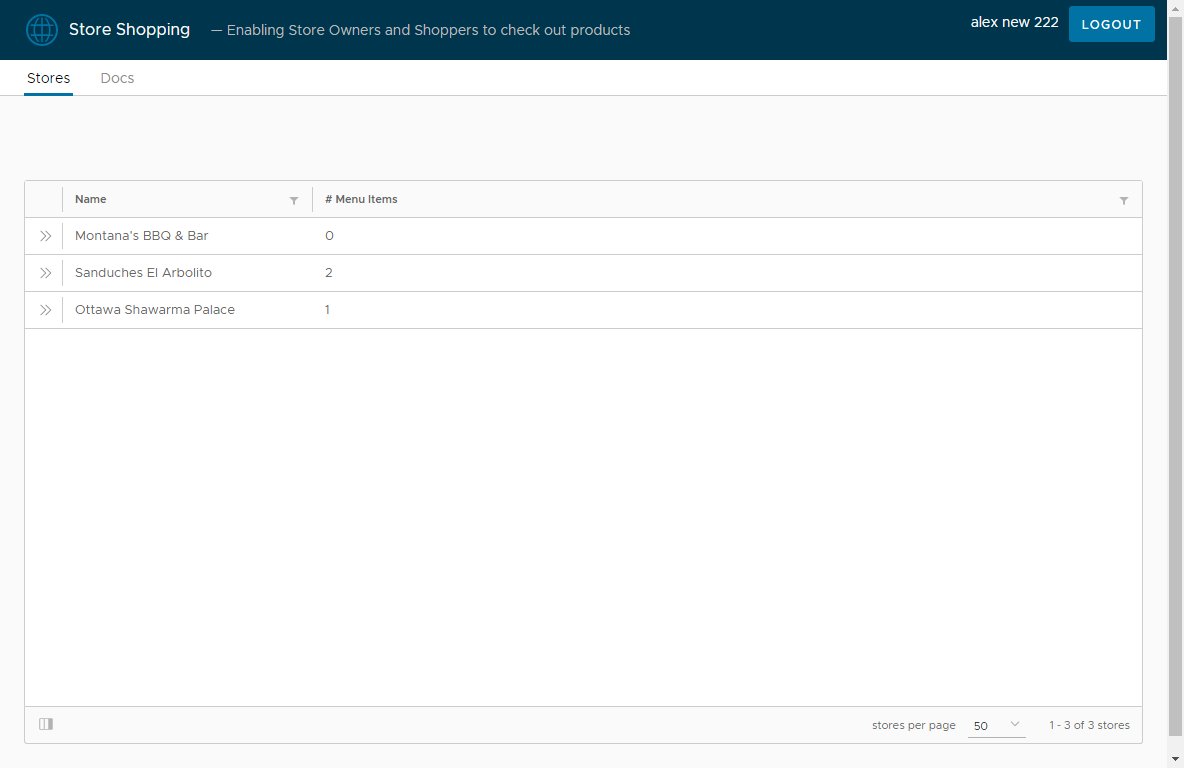 Store Shopping — Enabling Store Owners and Shoppers to check out products alex new 222 LOGOUT
Stores Docs
Name # Menu Items
Montana's BBQ & Bar 0
Sanduches El Arbolito 2
Ottawa Shawarma Palace 1
stores per page 50 1 - 3 of 3 stores